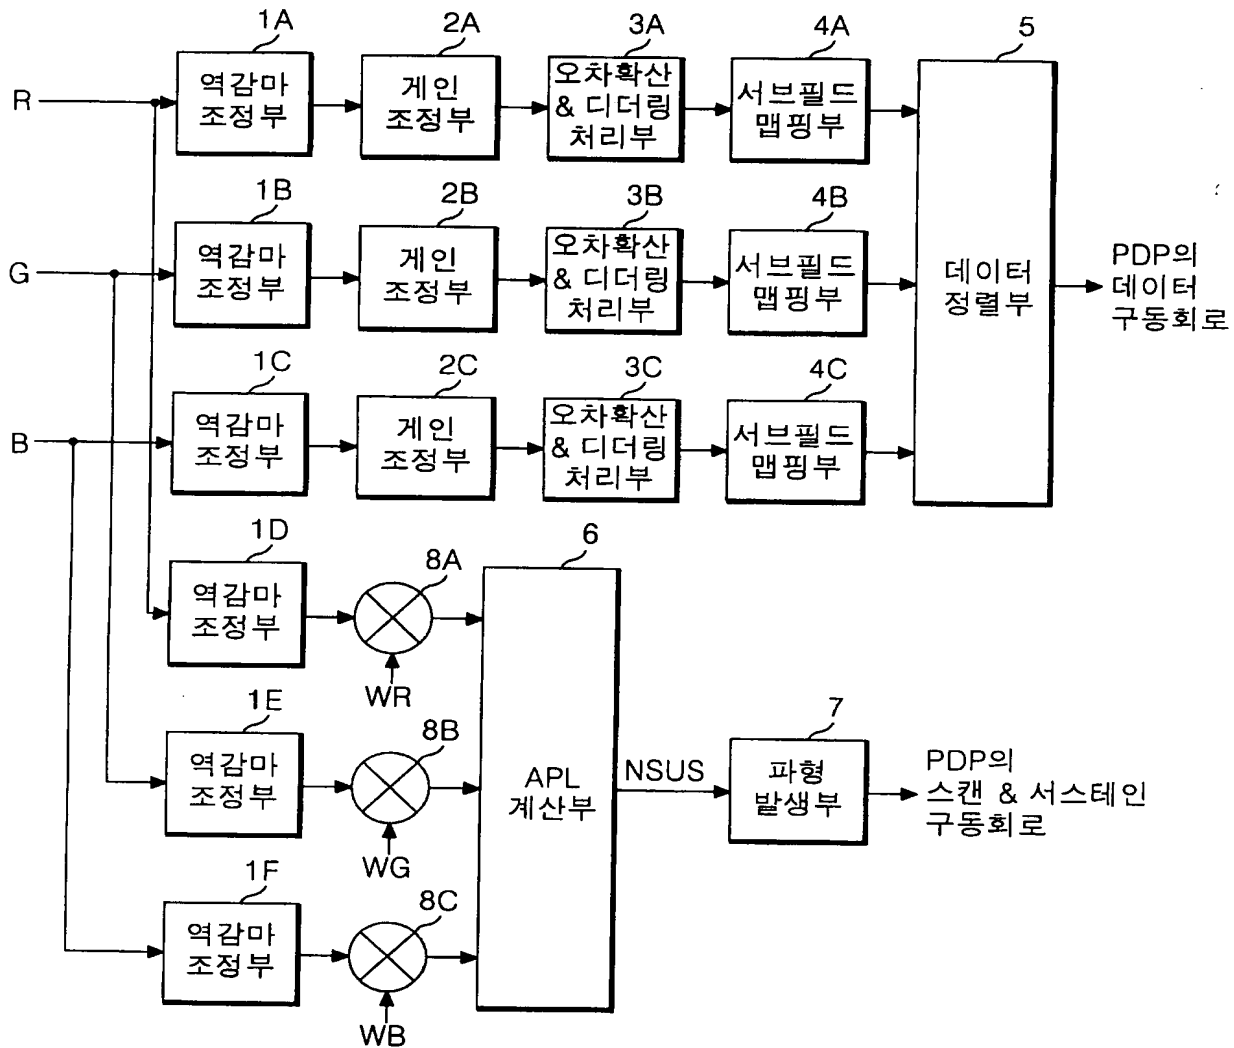 1A
2A
3A
4A
5
R
역감마
조정부
게인
조정부
오차확산
& 디더링
처리부
서브필드
맵핑부
1B
2B
3B
4B
G
역감마
조정부
게인
조정부
오차확산
& 디더링
처리부
서브필드
맵핑부
데이터
정렬부
PDP의
데이터
구동회로
1C
2C
3C
4C
B
역감마
조정부
게인
조정부
오차확산
& 디더링
처리부
서브필드
맵핑부
1D
8A
6
역감마
조정부
WR
1E
8B
7
역감마
조정부
WG
APL
계산부
NSUS
파형
발생부
PDP의
스캔 & 서스테인
구동회로
1F
8C
역감마
조정부
WB